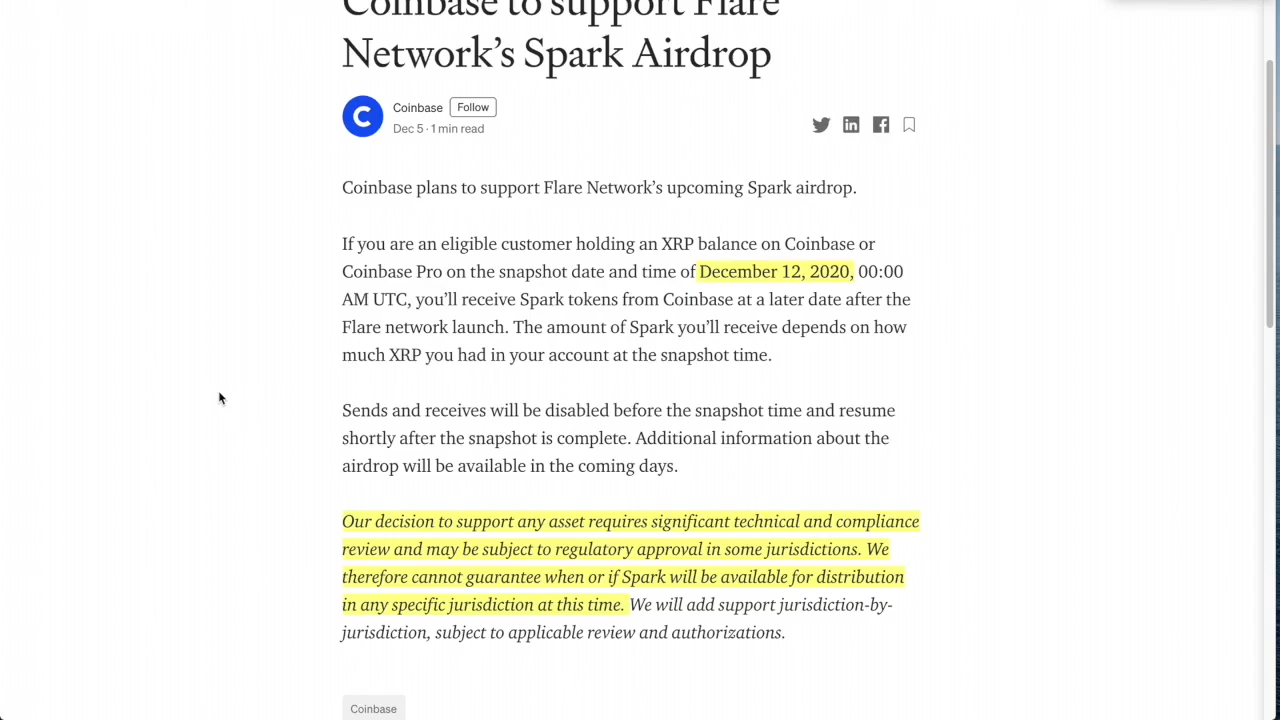 Coinbase to support Flare
Network’s Spark Airdrop
C
Coinbase Follow
Dec 5 · 1 min read
Coinbase plans to support Flare Network’s upcoming Spark airdrop.
If you are an eligible customer holding an XRP balance on Coinbase or
Coinbase Pro on the snapshot date and time of December 12, 2020, 00:00
AM UTC, you’ll receive Spark tokens from Coinbase at a later date after the
Flare network launch. The amount of Spark you’ll receive depends on how
much XRP you had in your account at the snapshot time.
Sends and receives will be disabled before the snapshot time and resume
shortly after the snapshot is complete. Additional information about the
airdrop will be available in the coming days.
Our decision to support any asset requires significant technical and compliance
review and may be subject to regulatory approval in some jurisdictions. We
therefore cannot guarantee when or if Spark will be available for distribution
in any specific jurisdiction at this time. We will add support jurisdiction-by-
jurisdiction, subject to applicable review and authorizations.
Coinbase